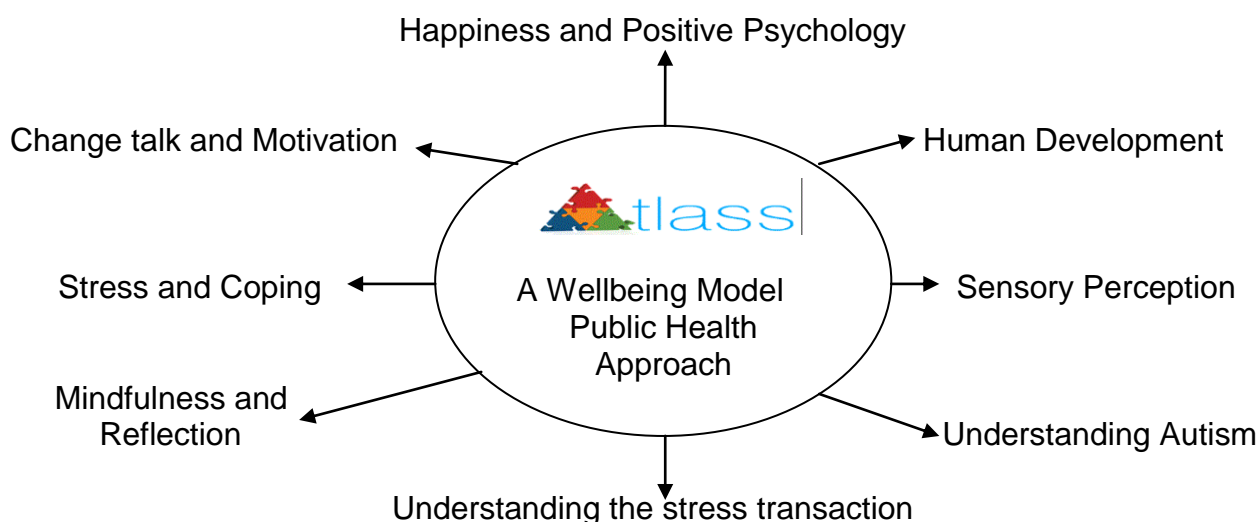 Happiness and Positive Psychology
Change talk and Motivation
Human Development
tlass
Stress and Coping
A Wellbeing Model
Public Health
Approach
Sensory Perception
Mindfulness and
Reflection
Understanding Autism
Understanding the stress transaction